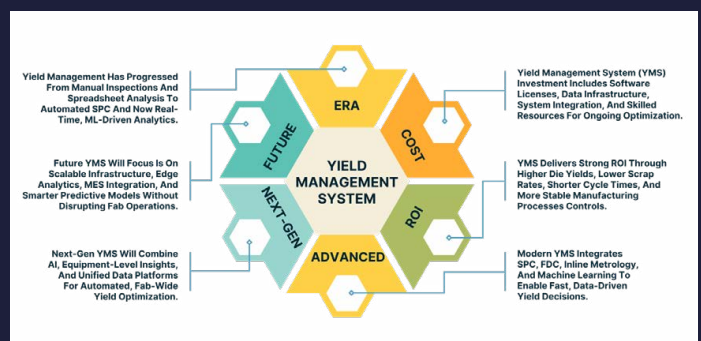 Yield Management Has Progressed
From Manual Inspections And
Spreadsheet Analysis To
Automated SPC And Now Real-
Time, ML-Driven Analytics.
Future YMS Will Focus Is On
Scalable Infrastructure, Edge
Analytics, MES Integration, And
Smarter Predictive Models Without
Disrupting Fab Operations.
Next-Gen YMS Will Combine
AI, Equipment-Level Insights,
And Unified Data Platforms
For Automated, Fab-Wide
Yield Optimization.
ERA
COST
ROI
ADVANCED
NEXT-GEN
FUTURE
YIELD
MANAGEMENT
SYSTEM
Yield Management System (YMS)
Investment Includes Software
Licenses, Data Infrastructure,
System Integration, And Skilled
Resources For Ongoing Optimization.
YMS Delivers Strong ROI Through
Higher Die Yields, Lower Scrap
Rates, Shorter Cycle Times, And
More Stable Manufacturing
Processes Controls.
Modern YMS Integrates
SPC, FDC, Inline Metrology,
And Machine Learning To
Enable Fast, Data-Driven
Yield Decisions.